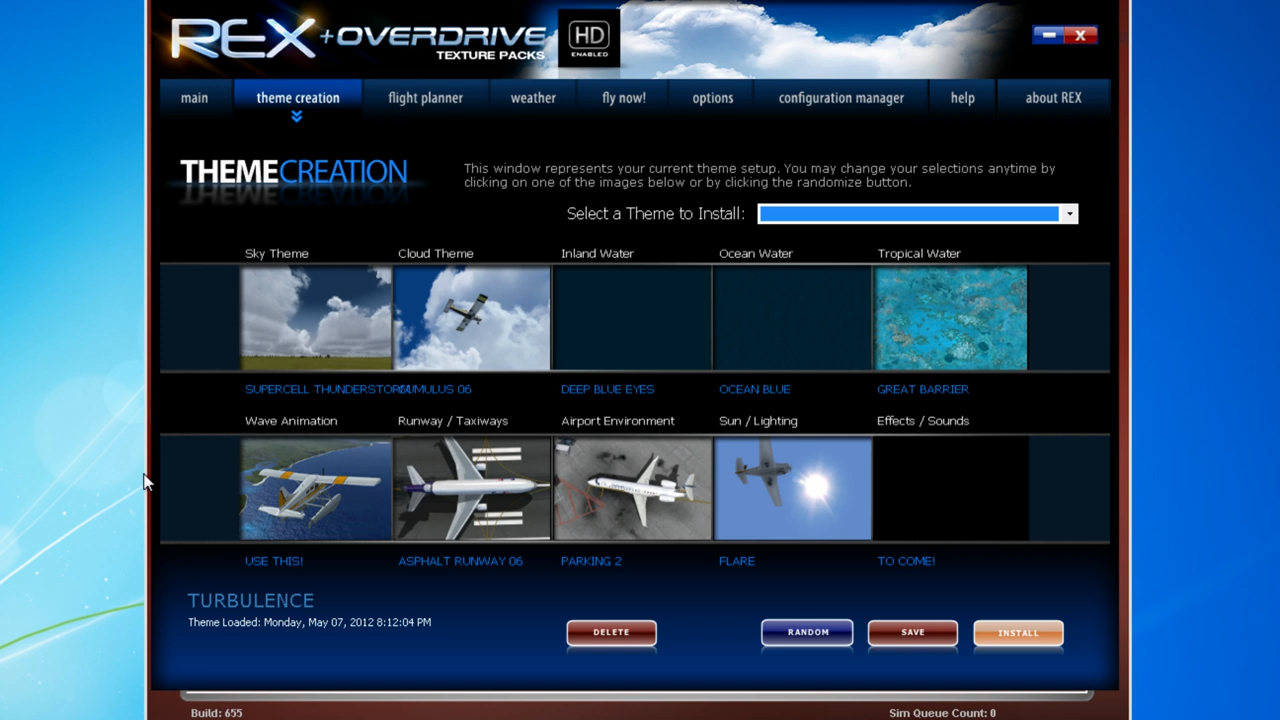 REX + OVERDRIVE
TEXTURE PACKS
HD
ENABLED
main
theme creation
flight planner
weather
fly now!
options
configuration manager
help
about REX
THEMECREATION
This window represents your current theme setup. You may change your selections anytime by
clicking on one of the images below or by clicking the randomize button.
Select a Theme to Install:
Sky Theme
Cloud Theme
Inland Water
Ocean Water
Tropical Water
SUPERCELL THUNDERSTORM
CUMULUS 06
DEEP BLUE EYES
OCEAN BLUE
GREAT BARRIER
Wave Animation
Runway / Taxiways
Airport Environment
Sun / Lighting
Effects / Sounds
USE THIS!
ASPHALT RUNWAY 06
PARKING 2
FLARE
TO COME!
TURBULENCE
Theme Loaded: Monday, May 07, 2012 8:12:04 PM
DELETE
RANDOM
SAVE
INSTALL
Build: 655
Sim Queue Count: 0